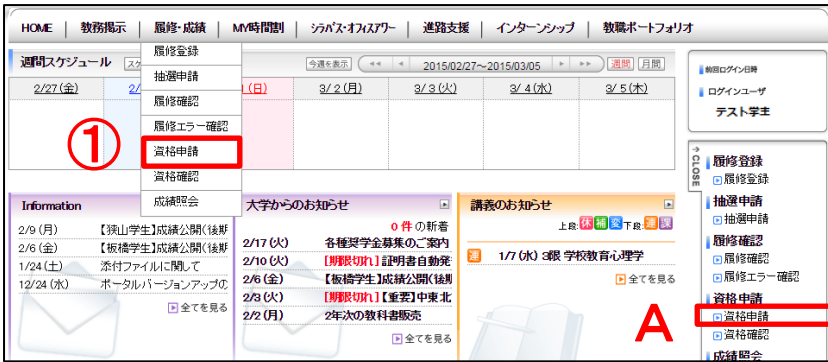 HOME 教務掲示 履修・成績 MY時間割 シラバス・オフィスアワー 進路支援 インターンシップ 教職ポートフォリオ
週間スケジュール 今週を表示 2015/02/27～2015/03/05 週間 月間
2/27(金) (日) 3/2(月) 3/3(火) 3/4(水) 3/5(木)
履修登録
抽選申請
履修確認
履修エラー確認
① 資格申請
資格確認
成績照会
前回ログイン日時
ログインユーザ
テスト学生
CLOSE
履修登録
履修登録
抽選申請
抽選申請
履修確認
履修確認
履修エラー確認
資格申請
A 資格申請
資格確認
成績照会
Information
2/9(月) 【狭山学生】成績公開(後期
2/6(金) 【板橋学生】成績公開(後期
1/24(土) 添付ファイルに関して
12/24(水) ポータルバージョンアップの
全てを見る
大学からのお知らせ
0件の新着
2/17(火) 各種奨学金募集のご案内
2/10(火) [期限切れ]証明書自動発
2/6(金) 【板橋学生】成績公開(後期
2/3(火) [期限切れ]【重要】中東北
2/2(月) 2年次の教科書販売
全てを見る
講義のお知らせ
上段:休補変下段:連課
連 1/7(水) 3限 学校教育心理学
全てを見る